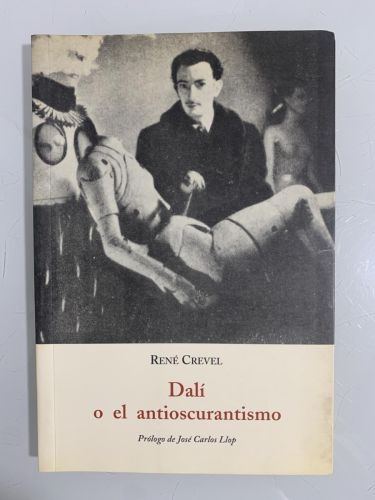 RENÉ CREVEL
Dalí
o el antioscurantismo
Prólogo de José Carlos Llop